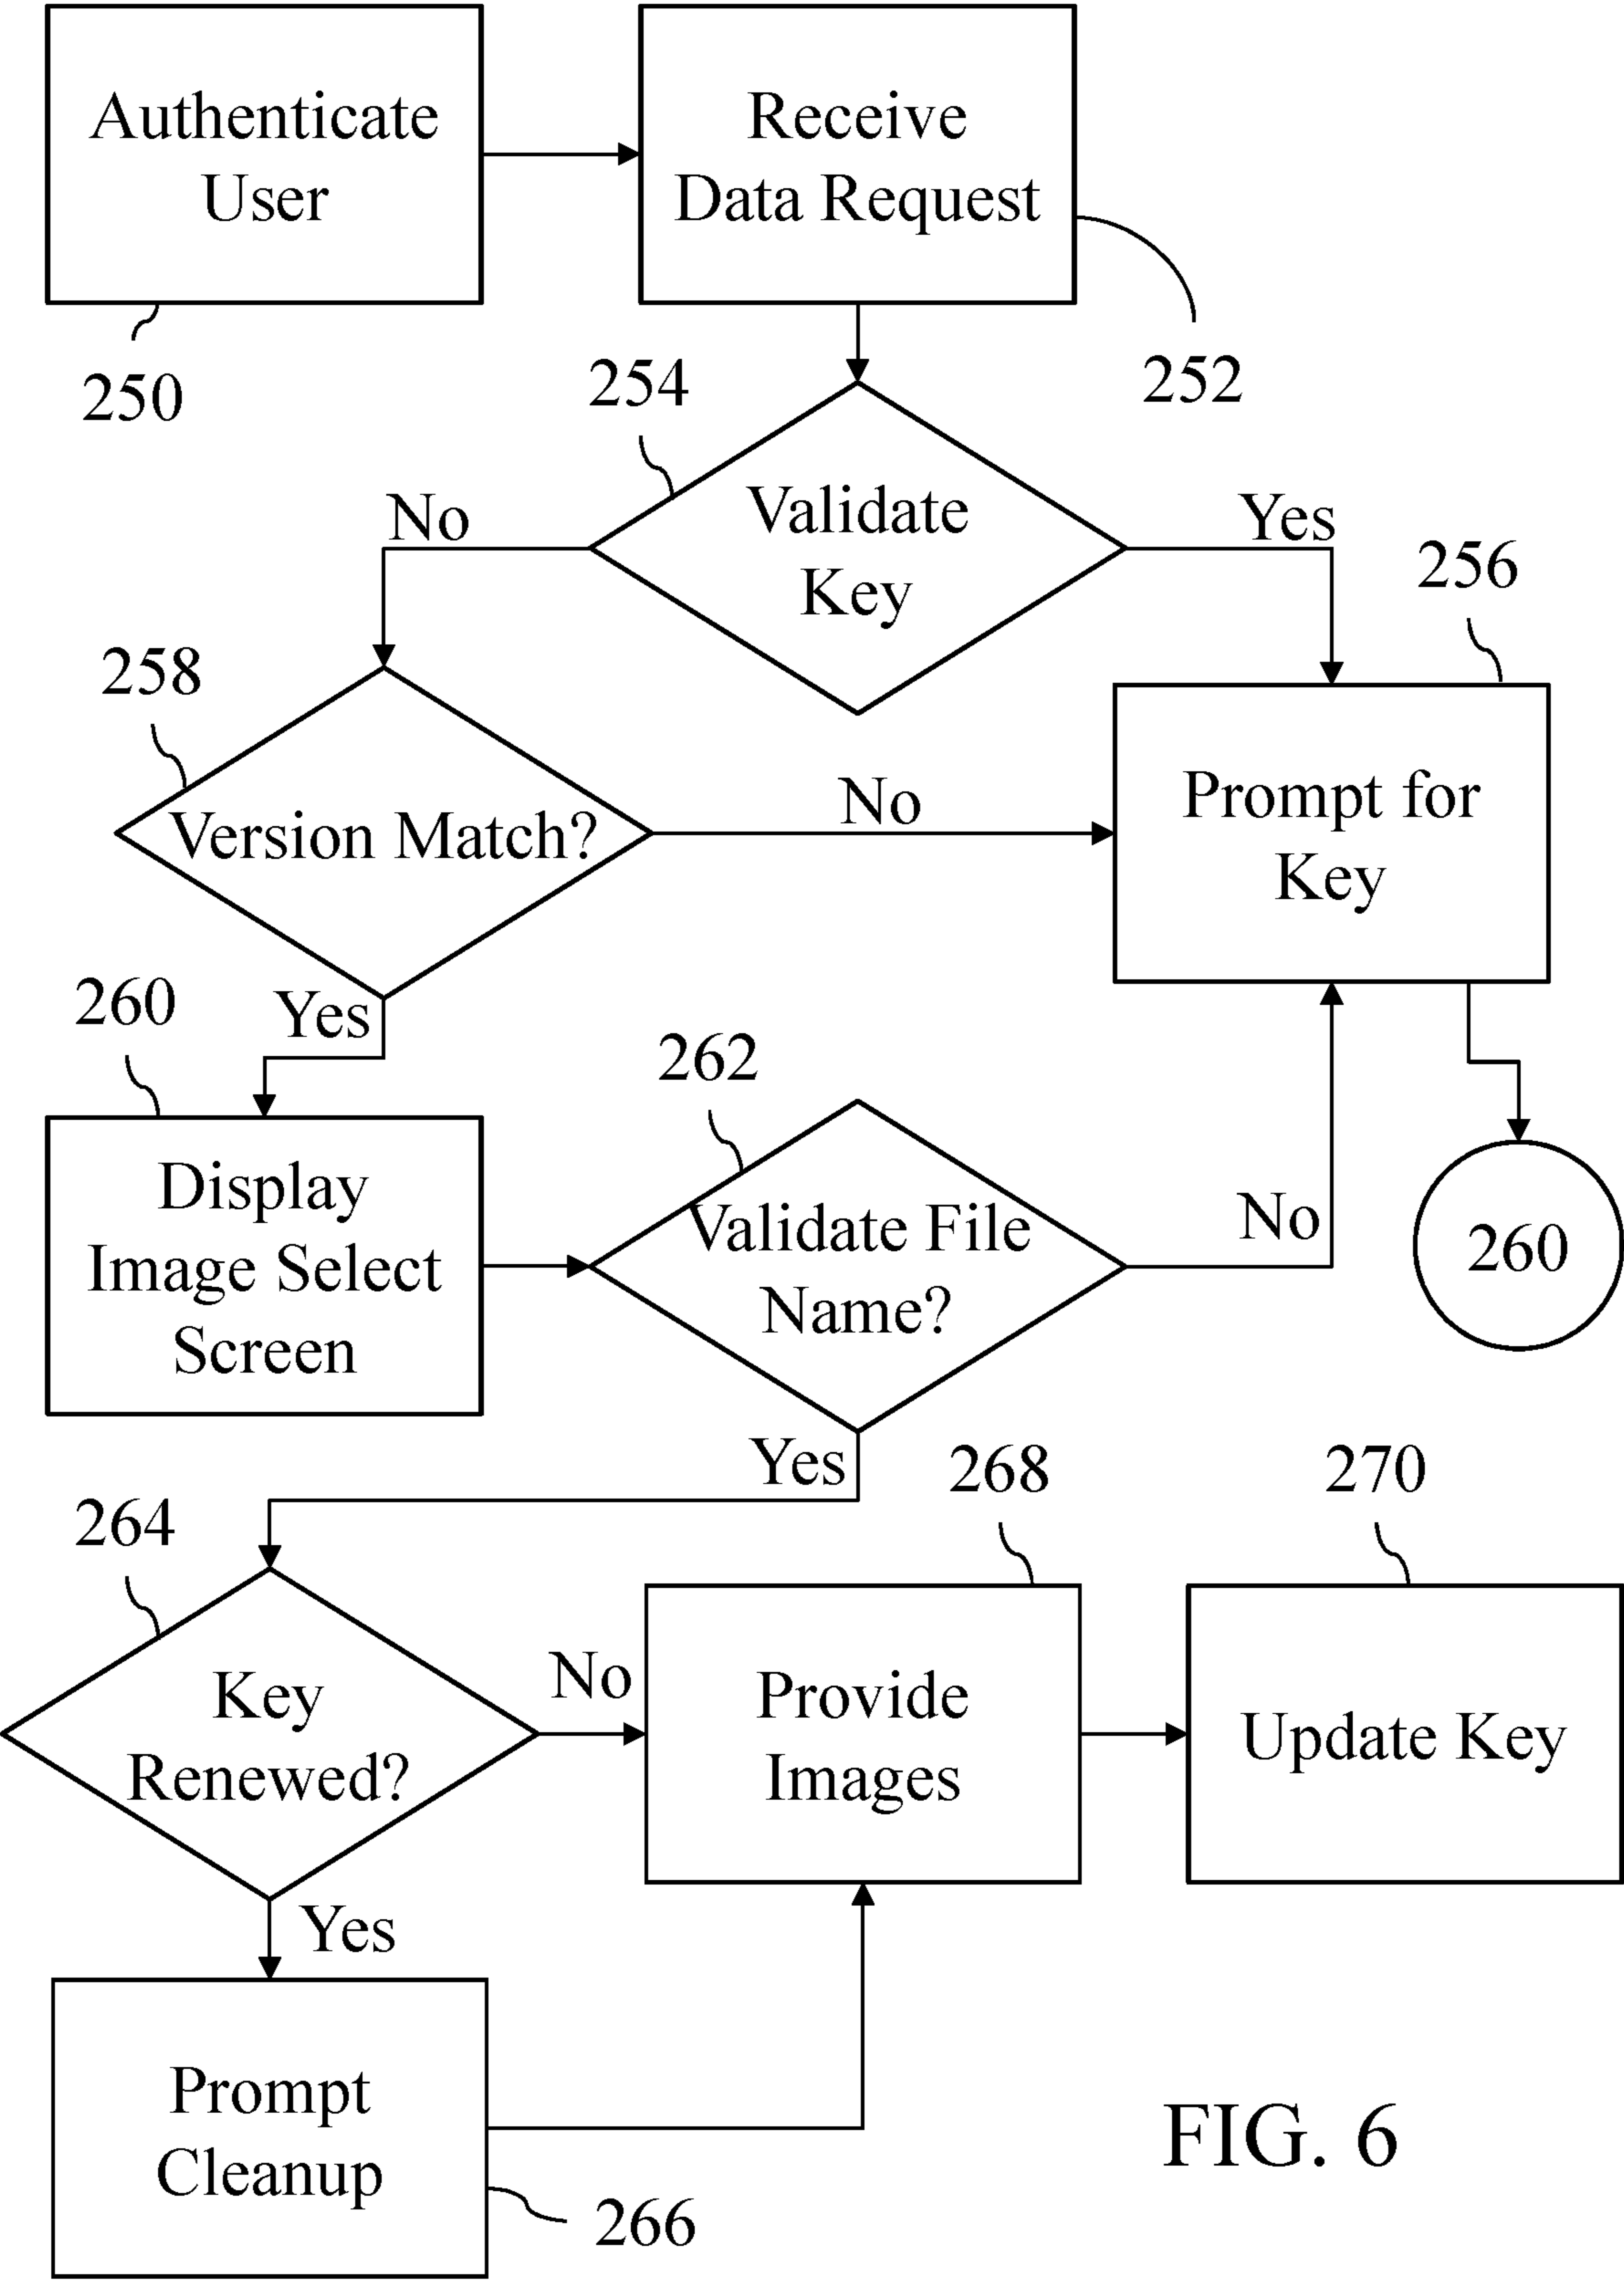 Authenticate
User
Receive
Data Request
250
252
254
Validate
Key
No
Yes
256
258
Version Match?
No
Prompt for
Key
260
Yes
Display
Image Select
Screen
262
Validate File
Name?
No
260
Yes
264
268
270
Key
Renewed?
No
Provide
Images
Update Key
Yes
Prompt
Cleanup
266
FIG. 6